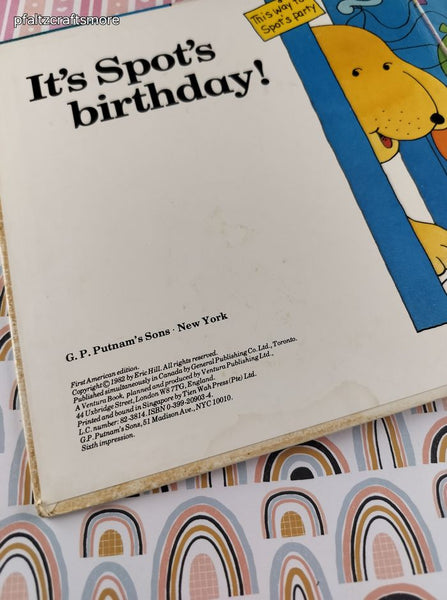 pfaltzcraftsmore
This way to
Spot's party
It's Spot's
birthday!
G. P. Putnam's Sons · New York
First American edition.
Copyright © 1982 by Eric Hill. All rights reserved.
Published simultaneously in Canada by General Publishing Co. Ltd., Toronto.
A Ventura Book, planned and produced by Ventura Publishing Ltd.,
44 Uxbridge Street, London W8 7TG, England.
Printed and bound in Singapore by Tien Wah Press (Pte) Ltd.
L.C. number: 82-3814. ISBN 0-399-20903-4.
G.P. Putnam's Sons, 51 Madison Ave., NYC 10010.
Sixth impression.